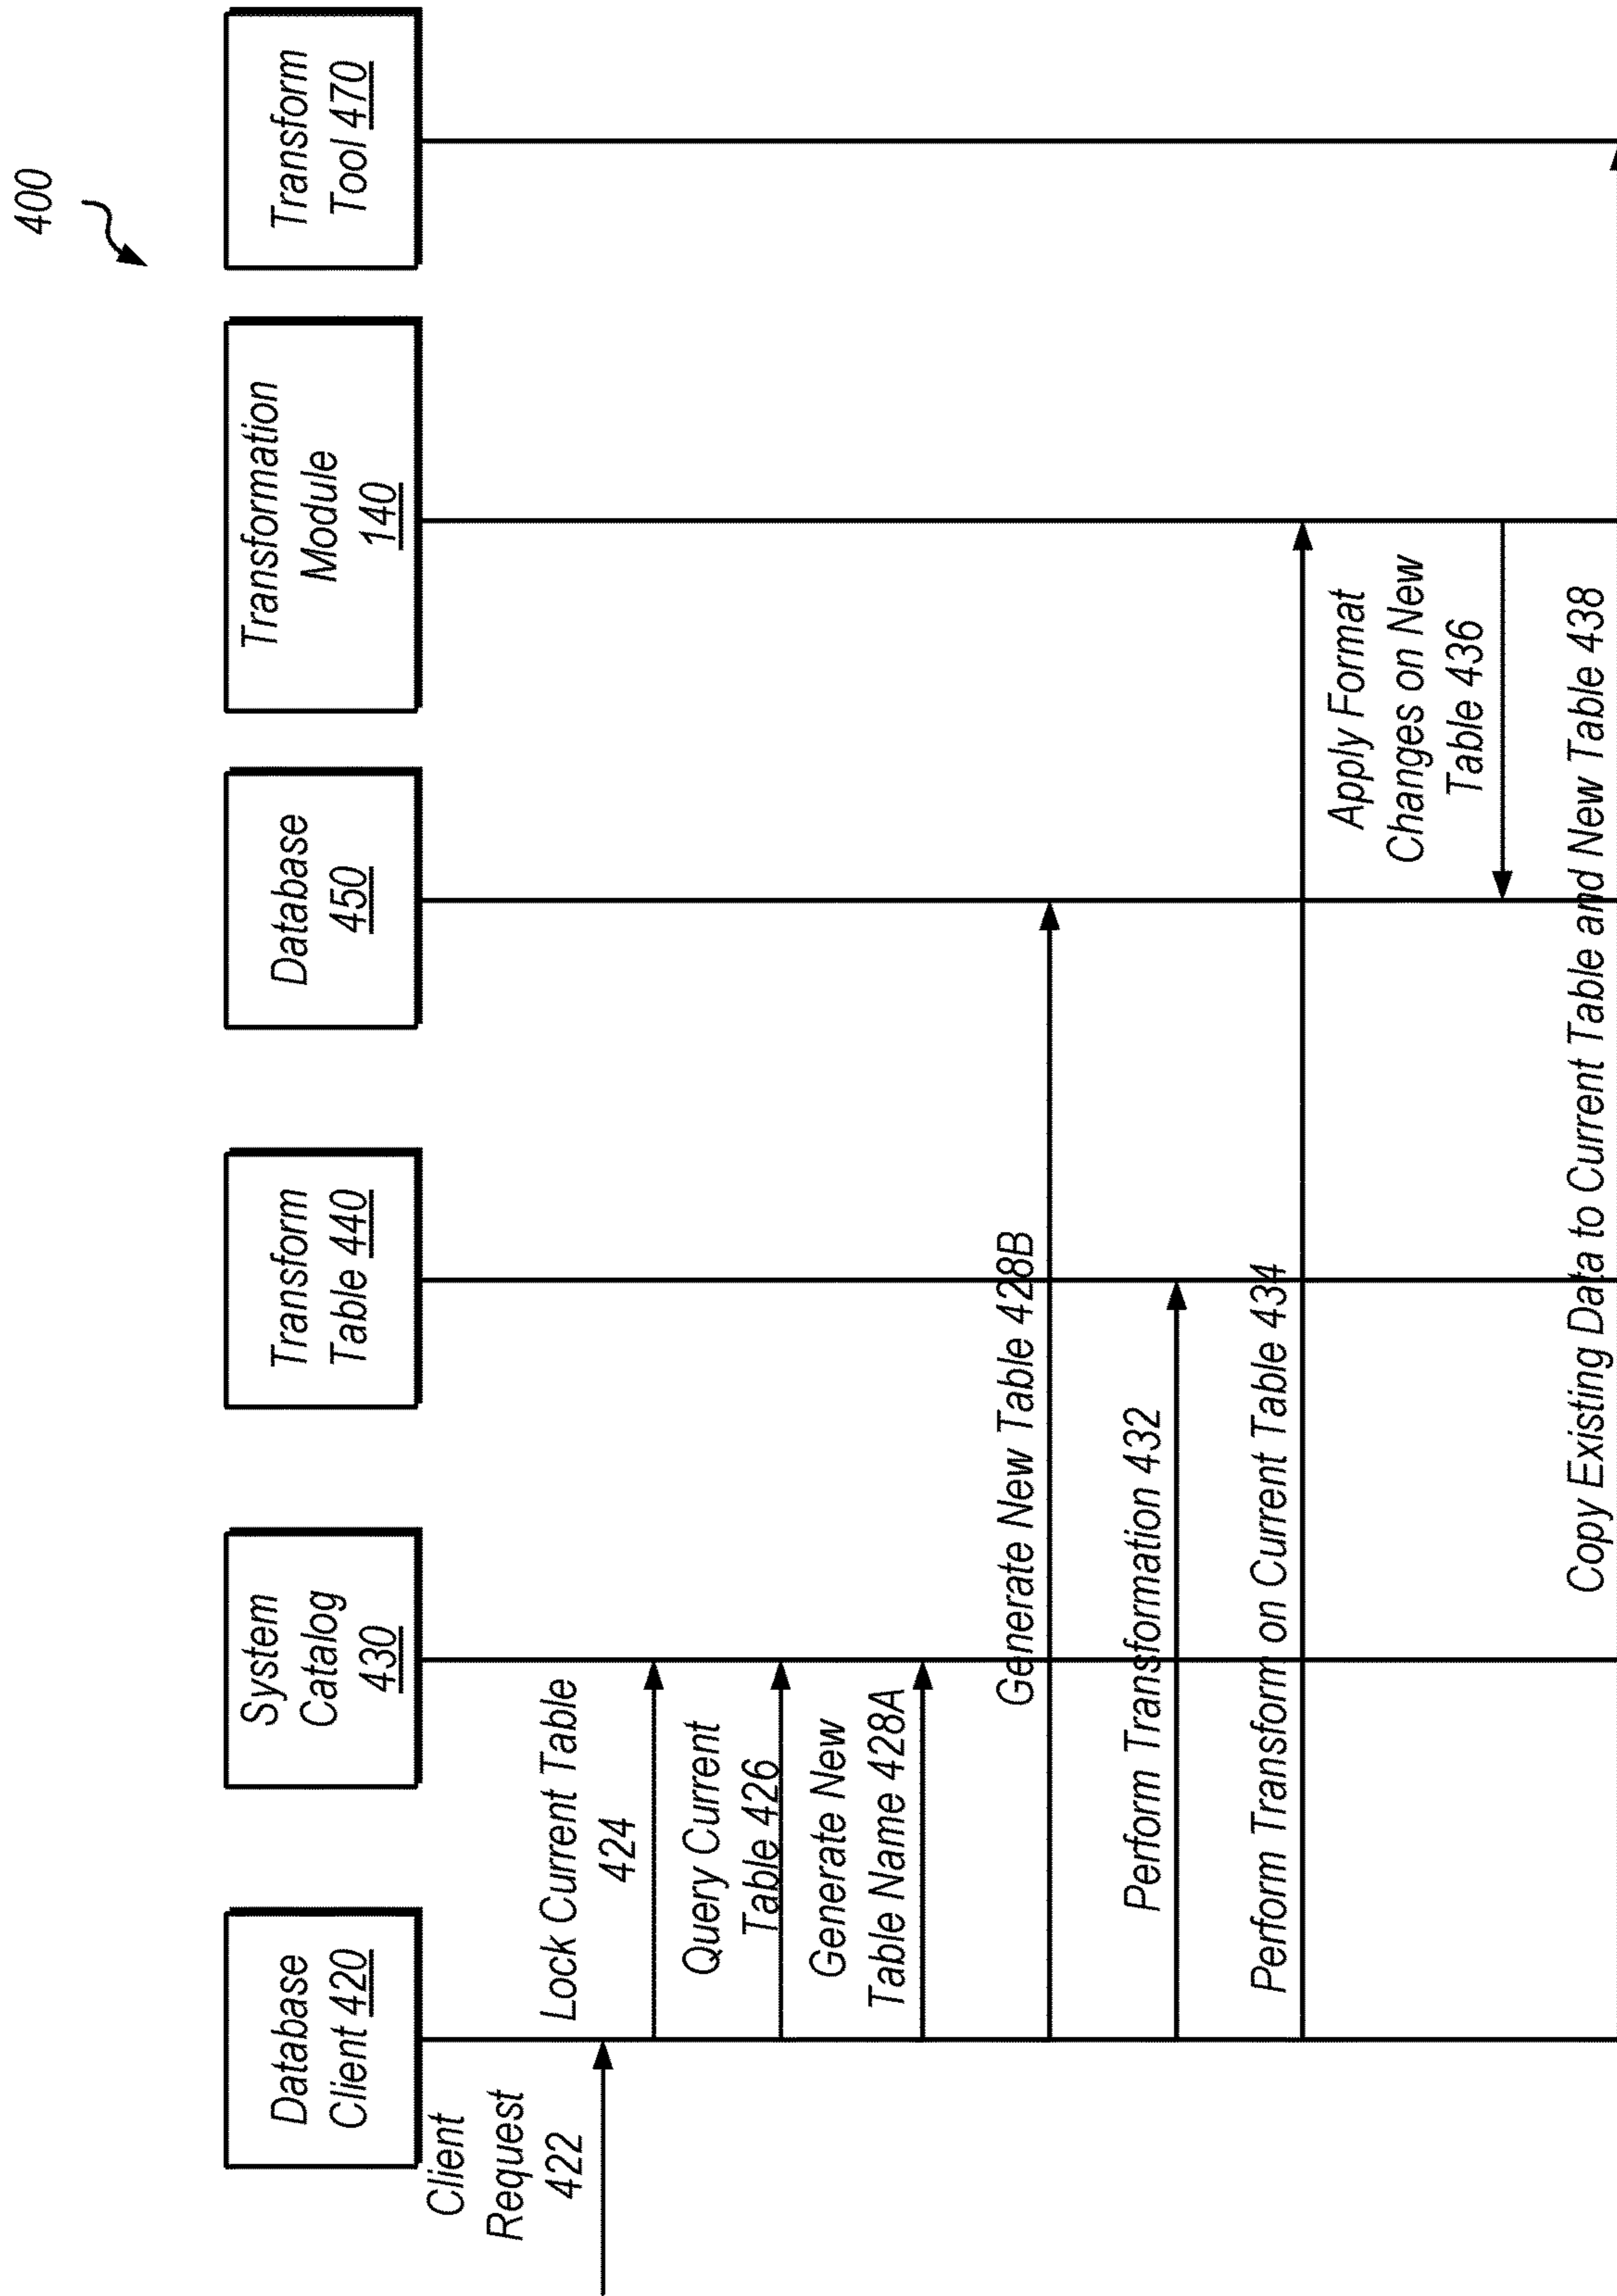 400
Database
Client 420
System
Catalog
430
Transform
Table 440
Database
450
Transformation
Module
140
Transform
Tool 470
Client
Request
422
Lock Current Table
424
Query Current
Table 426
Generate New
Table Name 428A
Generate New Table 428B
Perform Transformation 432
Perform Transform on Current Table 434
Apply Format
Changes on New
Table 436
Copy Existing Data to Current Table and New Table 438